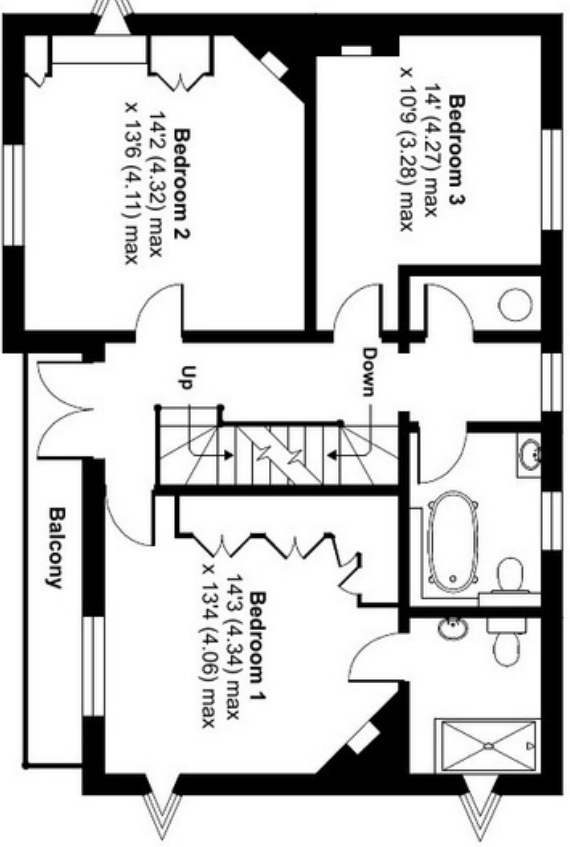 Bedroom 3
14' (4.27) max
x 10'9 (3.28) max
Bedroom 2
14'2 (4.32) max
x 13'6 (4.11) max
Down
Up
Bedroom 1
14'3 (4.34) max
x 13'4 (4.06) max
Balcony